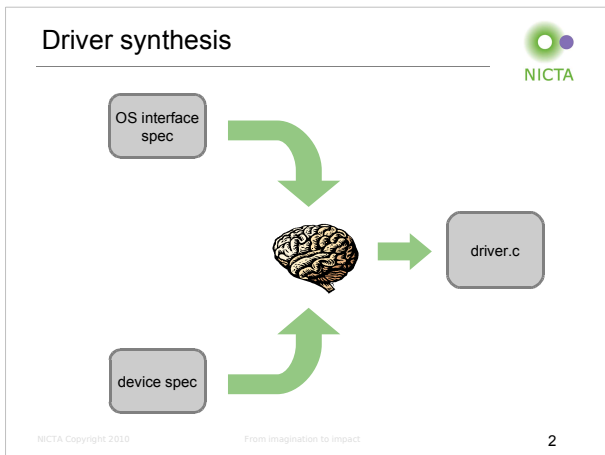 Driver synthesis
NICTA
OS interface
spec
driver.c
device spec
NICTA Copyright 2010
From imagination to impact
2